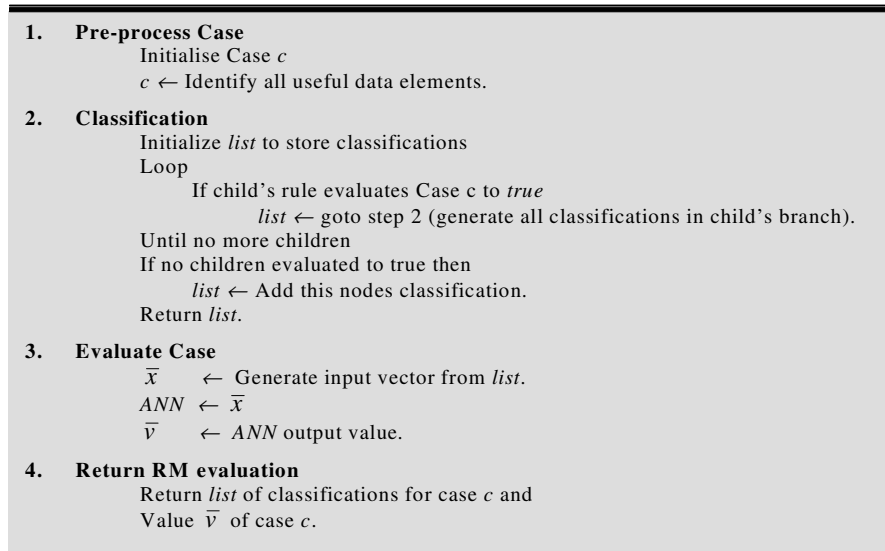 1. Pre-process Case
Initialise Case c
c ← Identify all useful data elements.
2. Classification
Initialize list to store classifications
Loop
If child's rule evaluates Case c to true
list ← goto step 2 (generate all classifications in child's branch).
Until no more children
If no children evaluated to true then
list ← Add this nodes classification.
Return list.
3. Evaluate Case
x̅ ← Generate input vector from list.
ANN ← x̅
v̅ ← ANN output value.
4. Return RM evaluation
Return list of classifications for case c and
Value v̅ of case c.